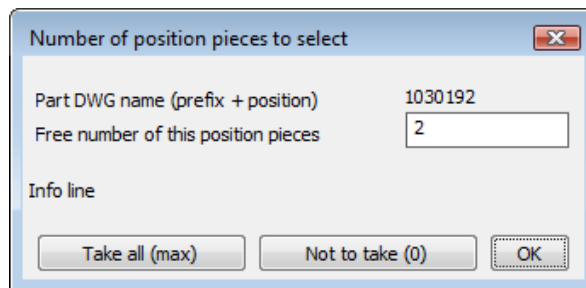 Number of position pieces to select
Part DWG name (prefix + position) 1030192
Free number of this position pieces 2
Info line
Take all (max) Not to take (0) OK